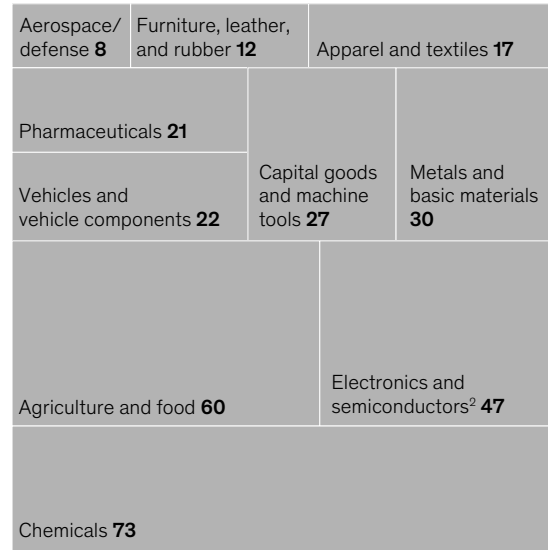 Aerospace/
defense 8
Furniture, leather,
and rubber 12
Apparel and textiles 17
Pharmaceuticals 21
Vehicles and
vehicle components 22
Capital goods
and machine
tools 27
Metals and
basic materials
30
Agriculture and food 60
Electronics and
semiconductors² 47
Chemicals 73